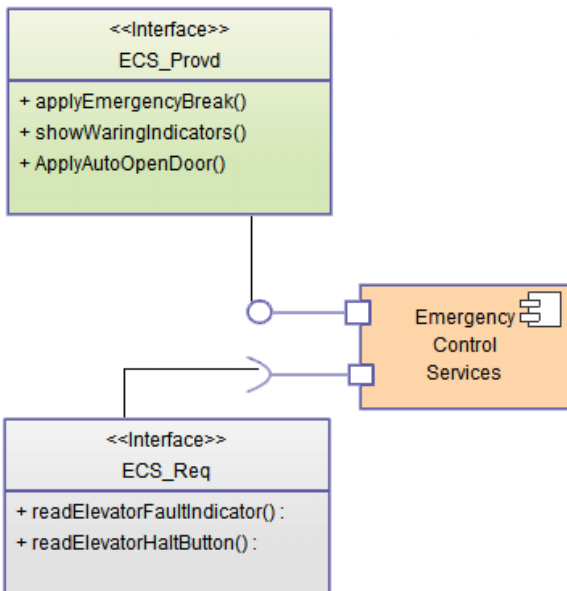 <<Interface>>
ECS_Provd
+ applyEmergencyBreak()
+ showWaringIndicators()
+ ApplyAutoOpenDoor()
Emergency
Control
Services
<<Interface>>
ECS_Req
+ readElevatorFaultIndicator() :
+ readElevatorHaltButton() :